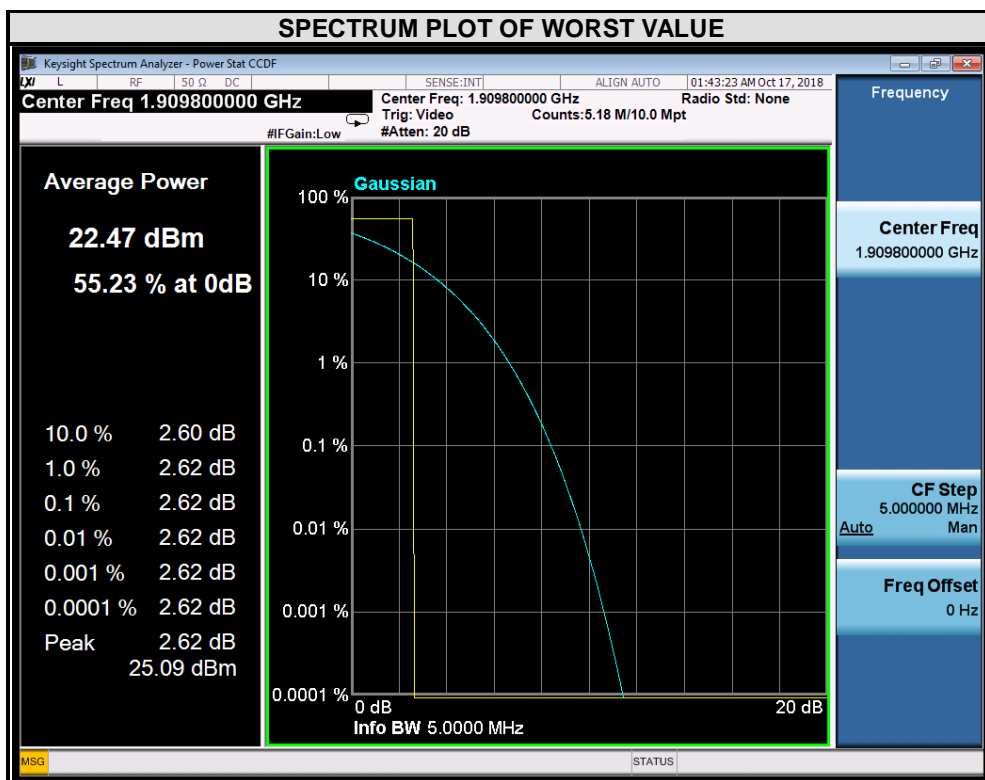 SPECTRUM PLOT OF WORST VALUE
Keysight Spectrum Analyzer - Power Stat CCDF
LXI L RF 50 Ω DC SENSE:INT ALIGN AUTO 01:43:23 AM Oct 17, 2018
Center Freq 1.909800000 GHz
Center Freq: 1.909800000 GHz Radio Std: None
Trig: Video Counts:5.18 M/10.0 Mpt
#IFGain:Low #Atten: 20 dB
Frequency
Average Power
22.47 dBm
55.23 % at 0dB
10.0 % 2.60 dB
1.0 % 2.62 dB
0.1 % 2.62 dB
0.01 % 2.62 dB
0.001 % 2.62 dB
0.0001 % 2.62 dB
Peak 2.62 dB
25.09 dBm
Gaussian
100 %
10 %
1 %
0.1 %
0.01 %
0.001 %
0.0001 %
0 dB 20 dB
Info BW 5.0000 MHz
Center Freq
1.909800000 GHz
CF Step
5.000000 MHz
Auto Man
Freq Offset
0 Hz
MSG STATUS